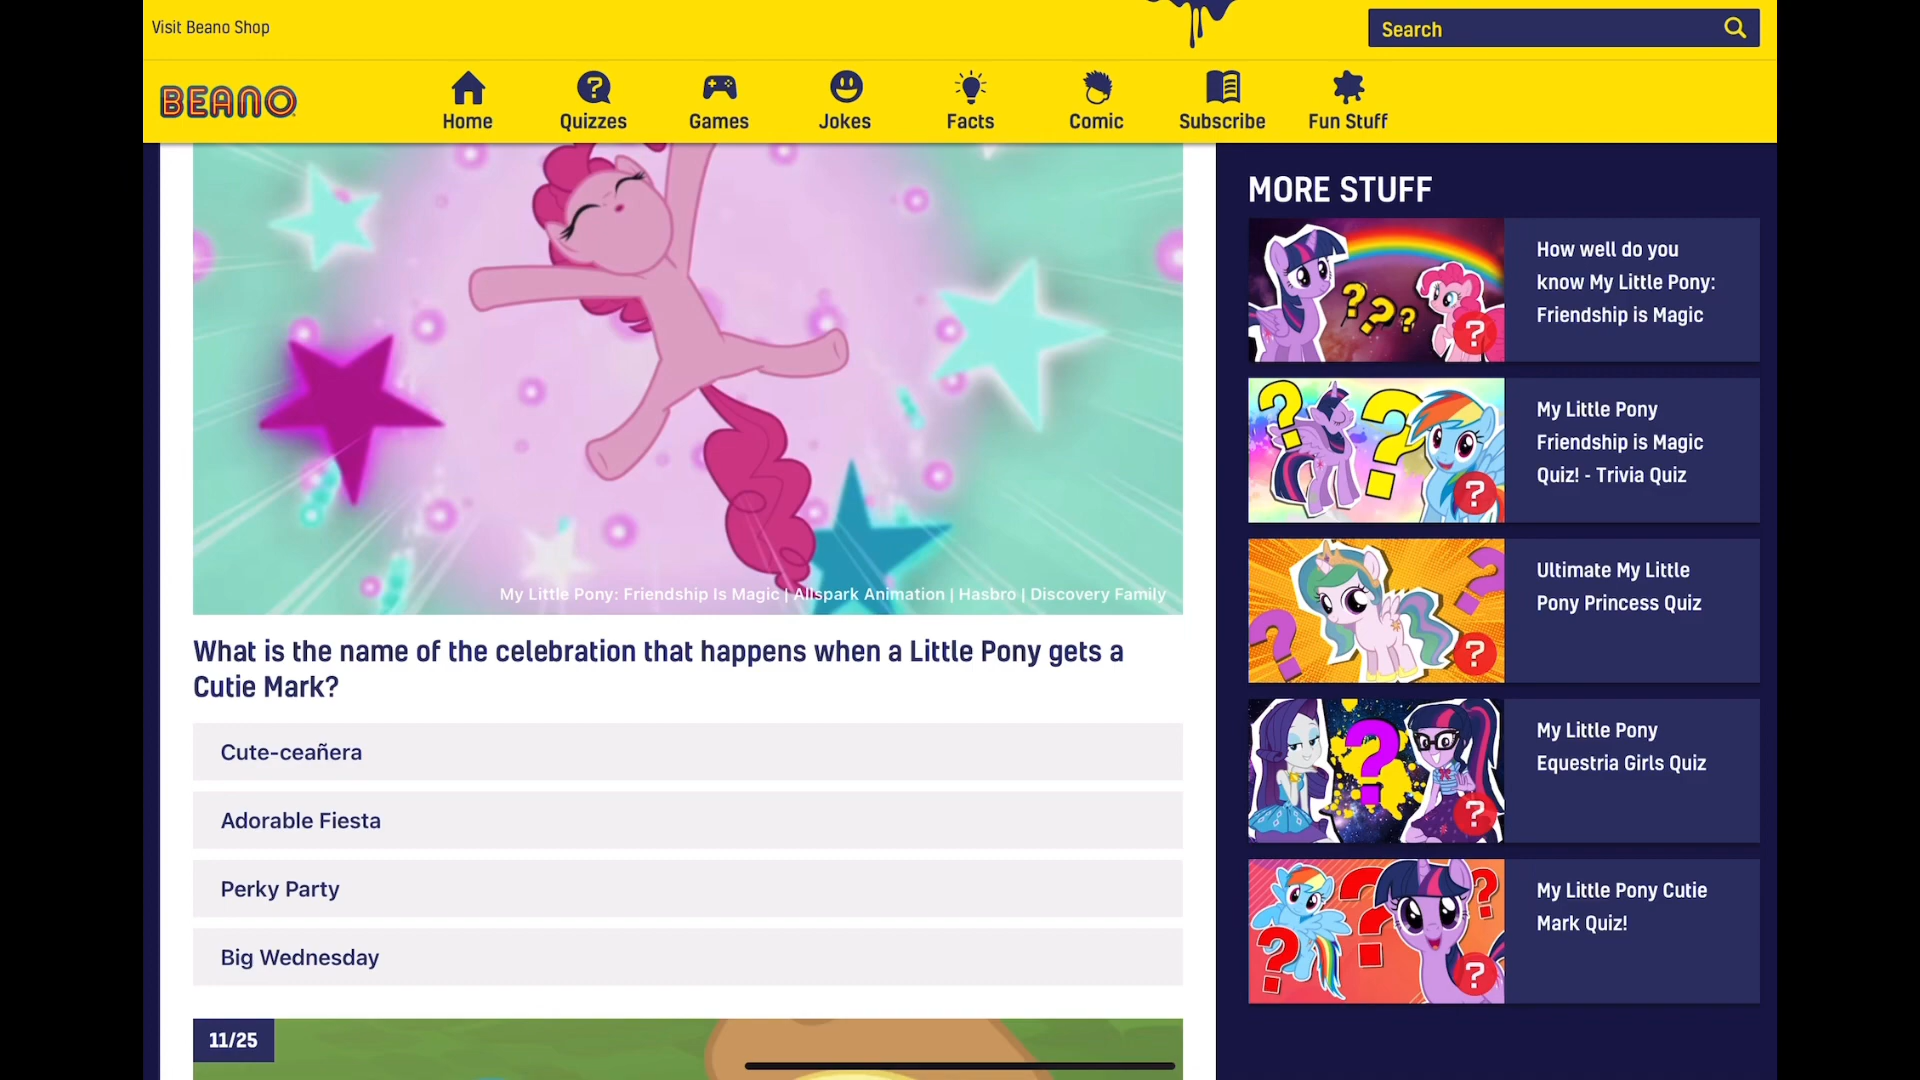 Visit Beano Shop
Search
BEANO
Home
Quizzes
Games
Jokes
Facts
Comic
Subscribe
Fun Stuff
My Little Pony: Friendship Is Magic | Allspark Animation | Hasbro | Discovery Family
What is the name of the celebration that happens when a Little Pony gets a
Cutie Mark?
Cute-ceañera
Adorable Fiesta
Perky Party
Big Wednesday
11/25
MORE STUFF
How well do you
know My Little Pony:
Friendship is Magic
My Little Pony
Friendship is Magic
Quiz! - Trivia Quiz
Ultimate My Little
Pony Princess Quiz
My Little Pony
Equestria Girls Quiz
My Little Pony Cutie
Mark Quiz!